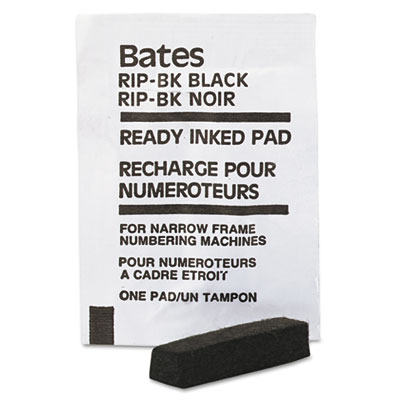 Bates
RIP-BK BLACK
RIP-BK NOIR
READY INKED PAD
RECHARGE POUR
NUMEROTEURS
FOR NARROW FRAME
NUMBERING MACHINES
POUR NUMEROTEURS
A CADRE ETROIT
ONE PAD/UN TAMPON